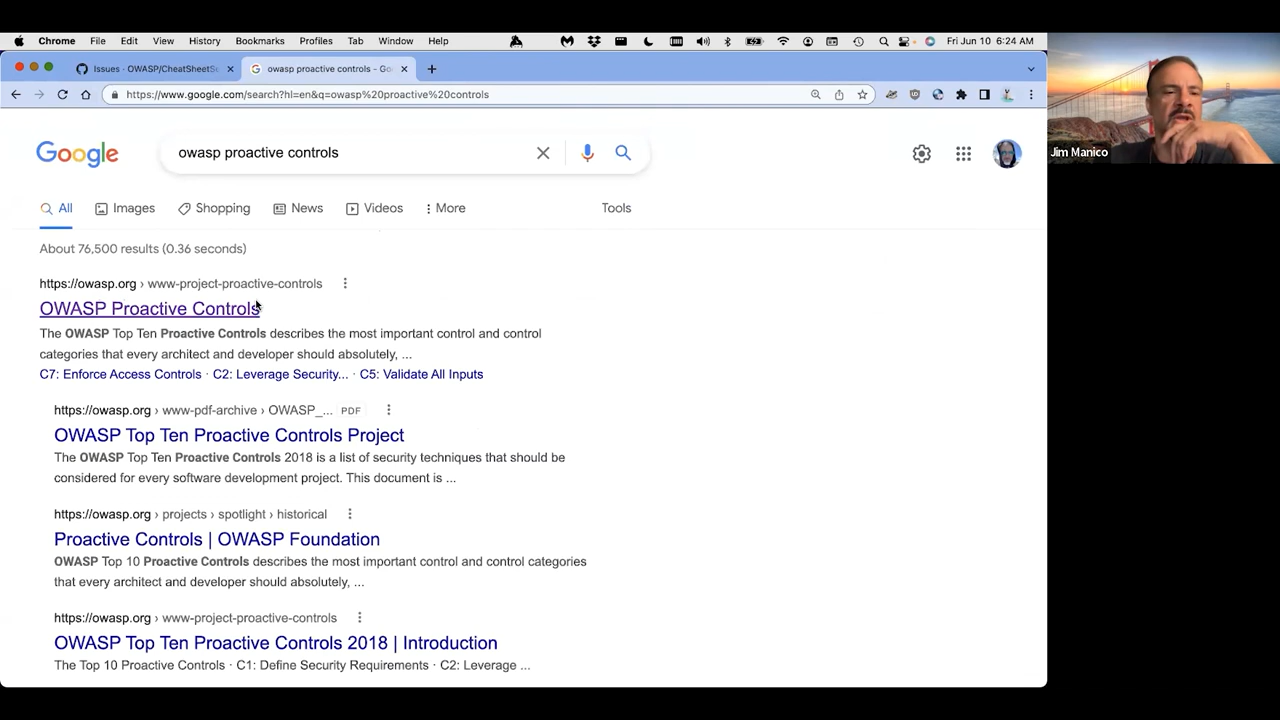 Chrome File Edit View History Bookmarks Profiles Tab Window Help Fri Jun 10 6:24 AM
Issues · OWASP/CheatSheetS
owasp proactive controls - Go
https://www.google.com/search?hl=en&q=owasp%20proactive%20controls
Jim Manico
Google
owasp proactive controls
All Images Shopping News Videos More Tools
About 76,500 results (0.36 seconds)
https://owasp.org › www-project-proactive-controls
OWASP Proactive Controls
The OWASP Top Ten Proactive Controls describes the most important control and control
categories that every architect and developer should absolutely, ...
C7: Enforce Access Controls · C2: Leverage Security... · C5: Validate All Inputs
https://owasp.org › www-pdf-archive › OWASP_... PDF
OWASP Top Ten Proactive Controls Project
The OWASP Top Ten Proactive Controls 2018 is a list of security techniques that should be
considered for every software development project. This document is ...
https://owasp.org › projects › spotlight › historical
Proactive Controls | OWASP Foundation
OWASP Top 10 Proactive Controls describes the most important control and control categories
that every architect and developer should absolutely, ...
https://owasp.org › www-project-proactive-controls
OWASP Top Ten Proactive Controls 2018 | Introduction
The Top 10 Proactive Controls · C1: Define Security Requirements · C2: Leverage ...